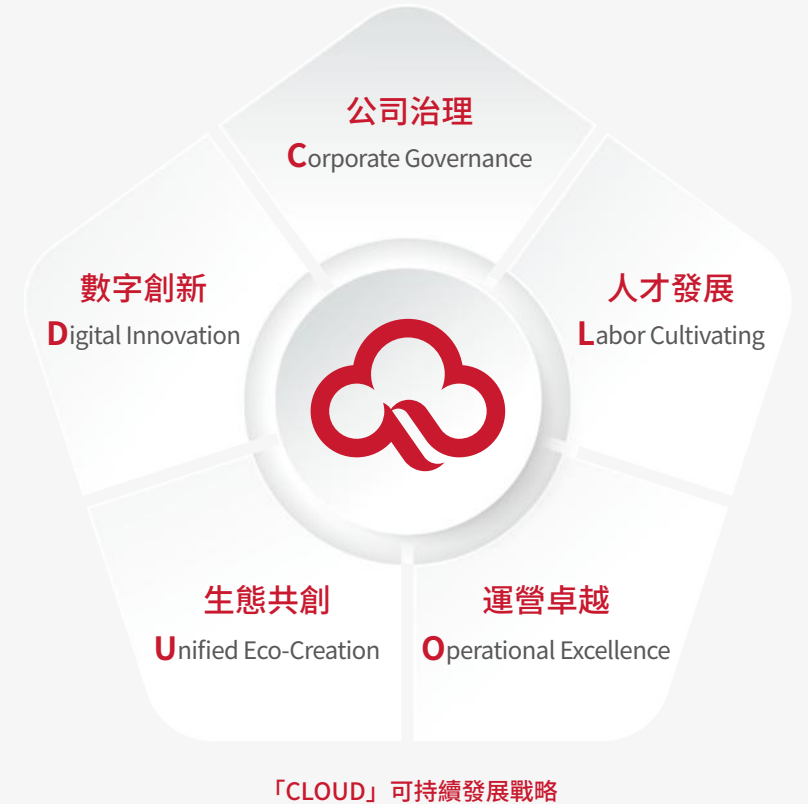 公司治理
Corporate Governance
數字創新
Digital Innovation
人才發展
Labor Cultivating
生態共創
Unified Eco-Creation
運營卓越
Operational Excellence
「CLOUD」可持續發展戰略